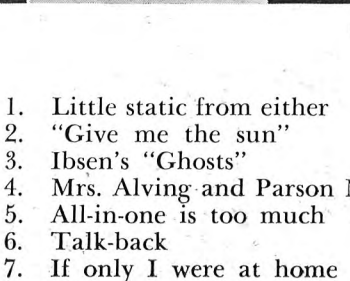 1. Little static from either
2. "Give me the sun"
3. Ibsen's "Ghosts"
4. Mrs. Alving and Parson
5. All-in-one is too much
6. Talk-back
7. If only I were at home